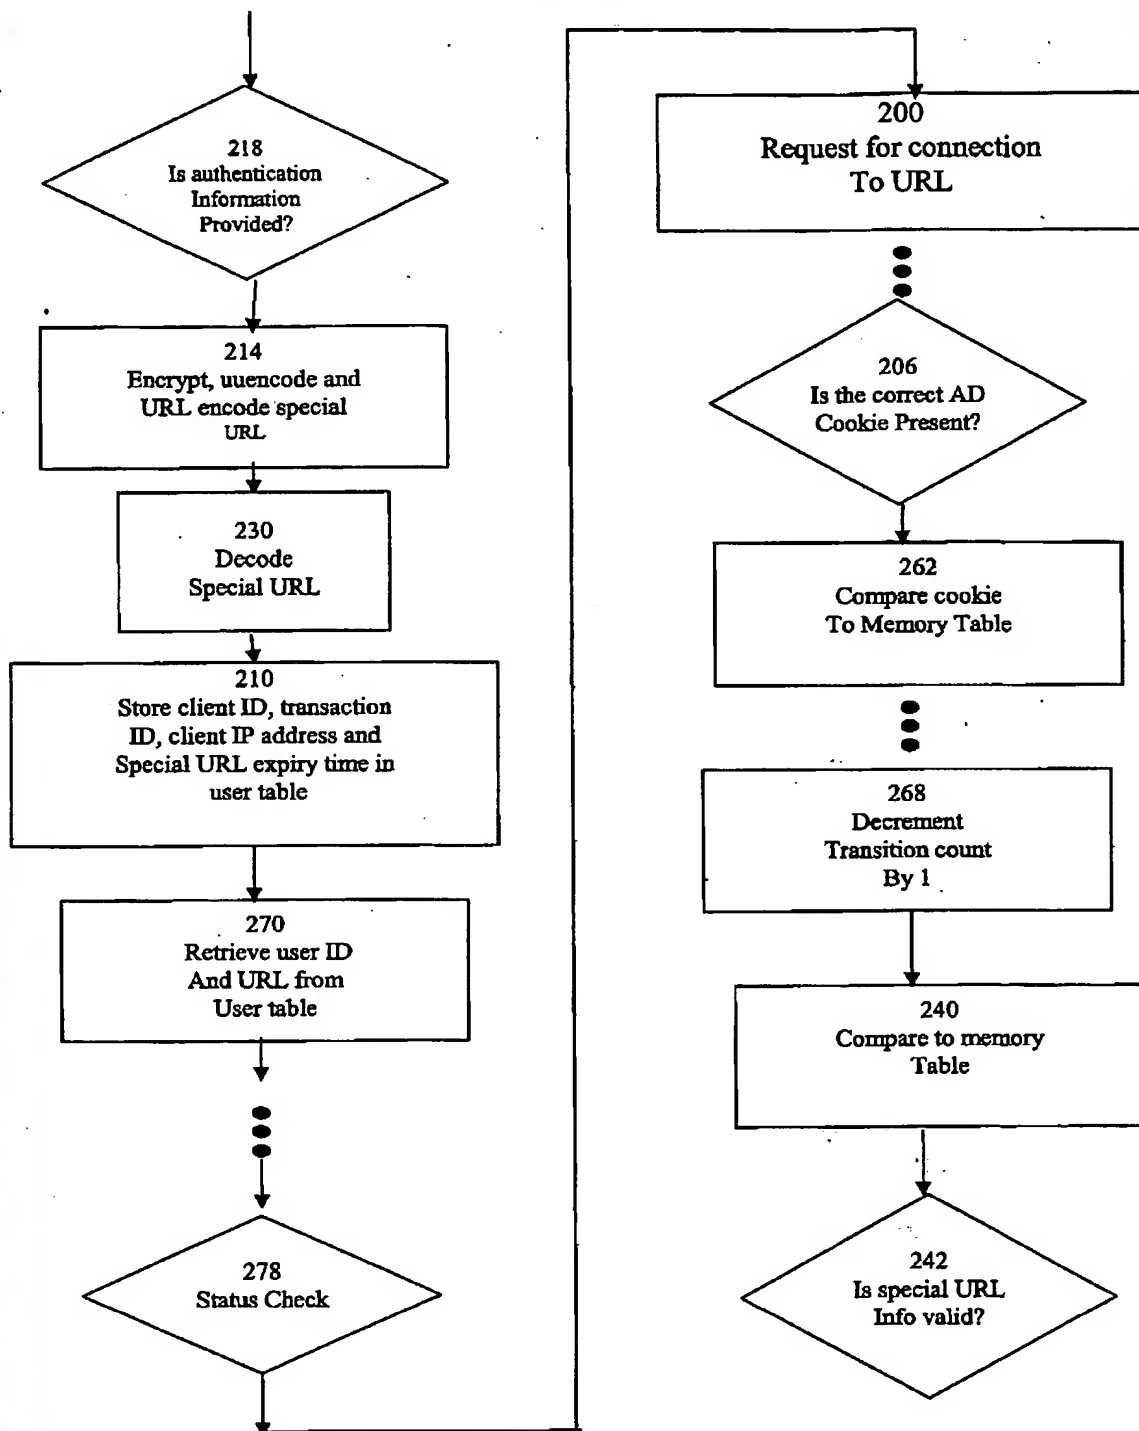 218
Is authentication
Information
Provided?
214
Encrypt, uuencode and
URL encode special
URL
230
Decode
Special URL
210
Store client ID, transaction
ID, client IP address and
Special URL expiry time in
user table
270
Retrieve user ID
And URL from
User table
278
Status Check
200
Request for connection
To URL
206
Is the correct AD
Cookie Present?
262
Compare cookie
To Memory Table
268
Decrement
Transition count
By 1
240
Compare to memory
Table
242
Is special URL
Info valid?